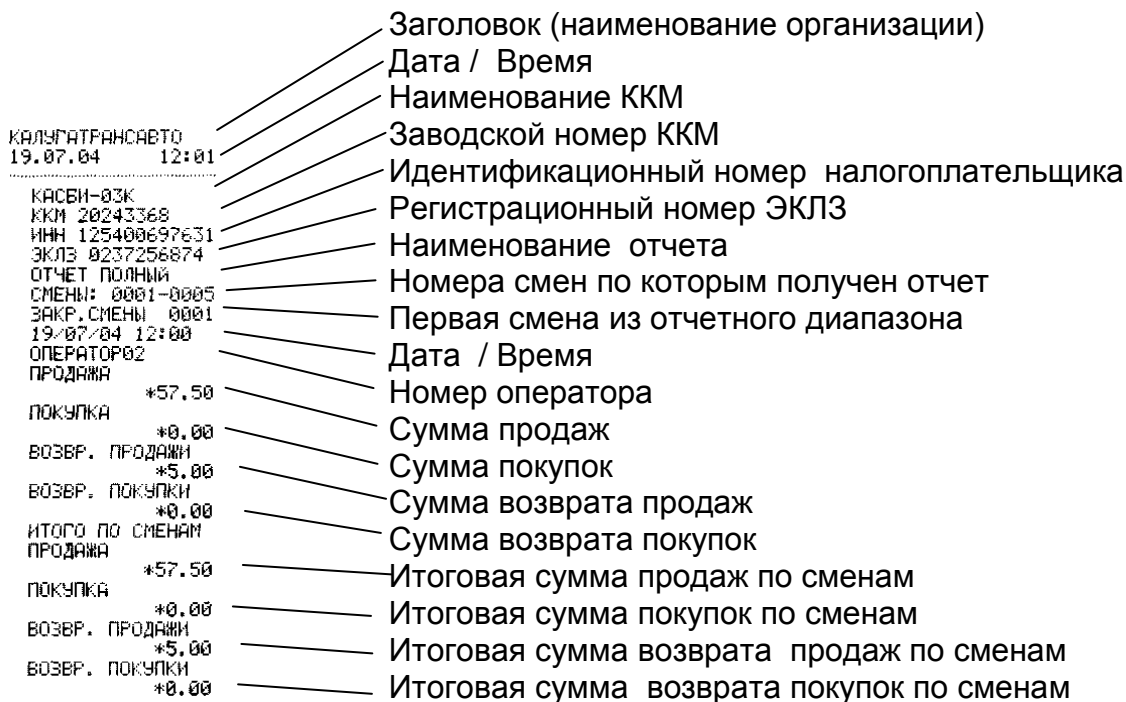 Заголовок (наименование организации)
Дата / Время
Наименование ККМ
Заводской номер ККМ
Идентификационный номер налогоплательщика
Регистрационный номер ЭКЛЗ
Наименование отчета
Номера смен по которым получен отчет
Первая смена из отчетного диапазона
Дата / Время
Номер оператора
Сумма продаж
Сумма покупок
Сумма возврата продаж
Сумма возврата покупок
Итоговая сумма продаж по сменам
Итоговая сумма покупок по сменам
Итоговая сумма возврата продаж по сменам
Итоговая сумма возврата покупок по сменам
КАЛУГАТРАНСАВТО
19.07.04 12:01
КАСБИ-03К
ККМ 20243368
ИНН 125400697631
ЭКЛЗ 0237256874
ОТЧЕТ ПОЛНЫЙ
СМЕНЫ: 0001-0005
ЗАКР.СМЕНЫ 0001
19/07/04 12:00
ОПЕРАТОР02
ПРОДАЖА
*57.50
ПОКУПКА
*0.00
ВОЗВР. ПРОДАЖИ
*5.00
ВОЗВР. ПОКУПКИ
*0.00
ИТОГО ПО СМЕНАМ
ПРОДАЖА
*57.50
ПОКУПКА
*0.00
ВОЗВР. ПРОДАЖИ
*5.00
ВОЗВР. ПОКУПКИ
*0.00